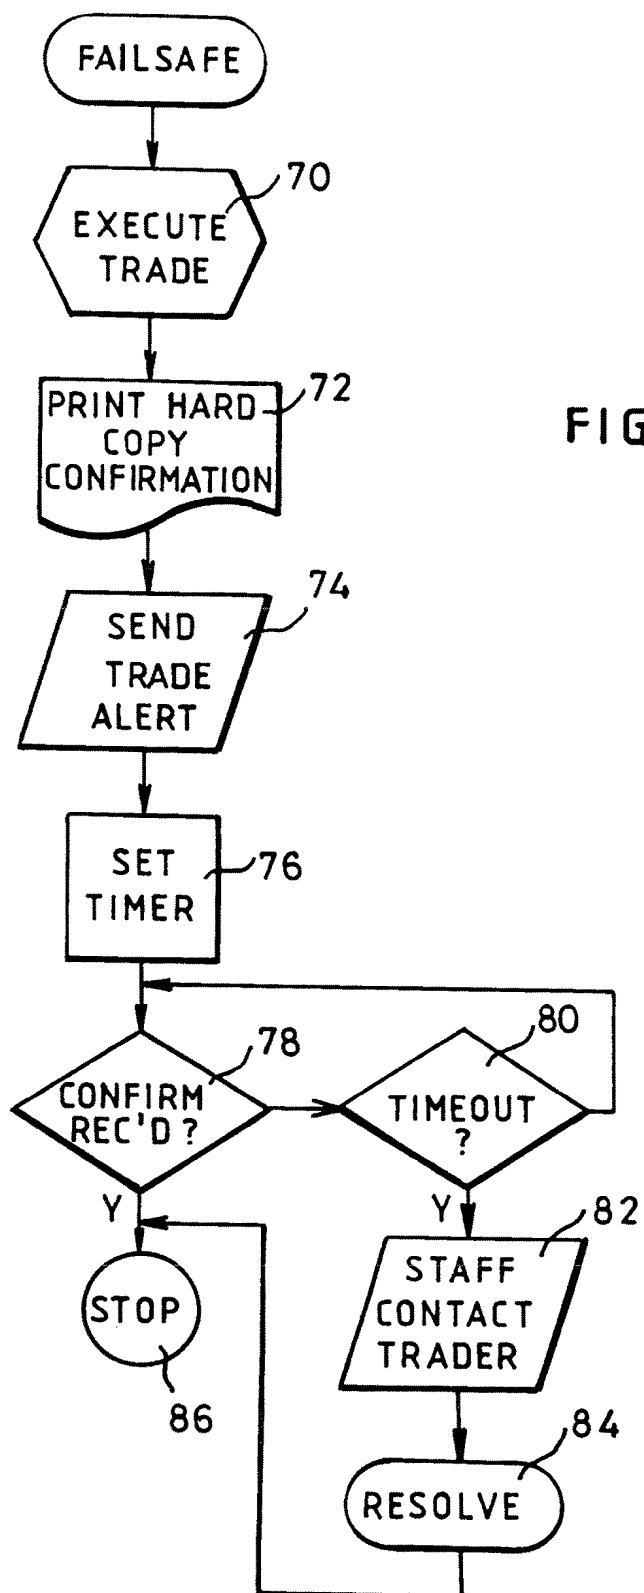 FAILSAFE
70
EXECUTE
TRADE
72
PRINT HARD
COPY
CONFIRMATION
FIG
74
SEND
TRADE
ALERT
76
SET
TIMER
78
CONFIRM
REC'D ?
80
TIMEOUT
?
Y
Y
82
STAFF
CONTACT
TRADER
STOP
86
84
RESOLVE